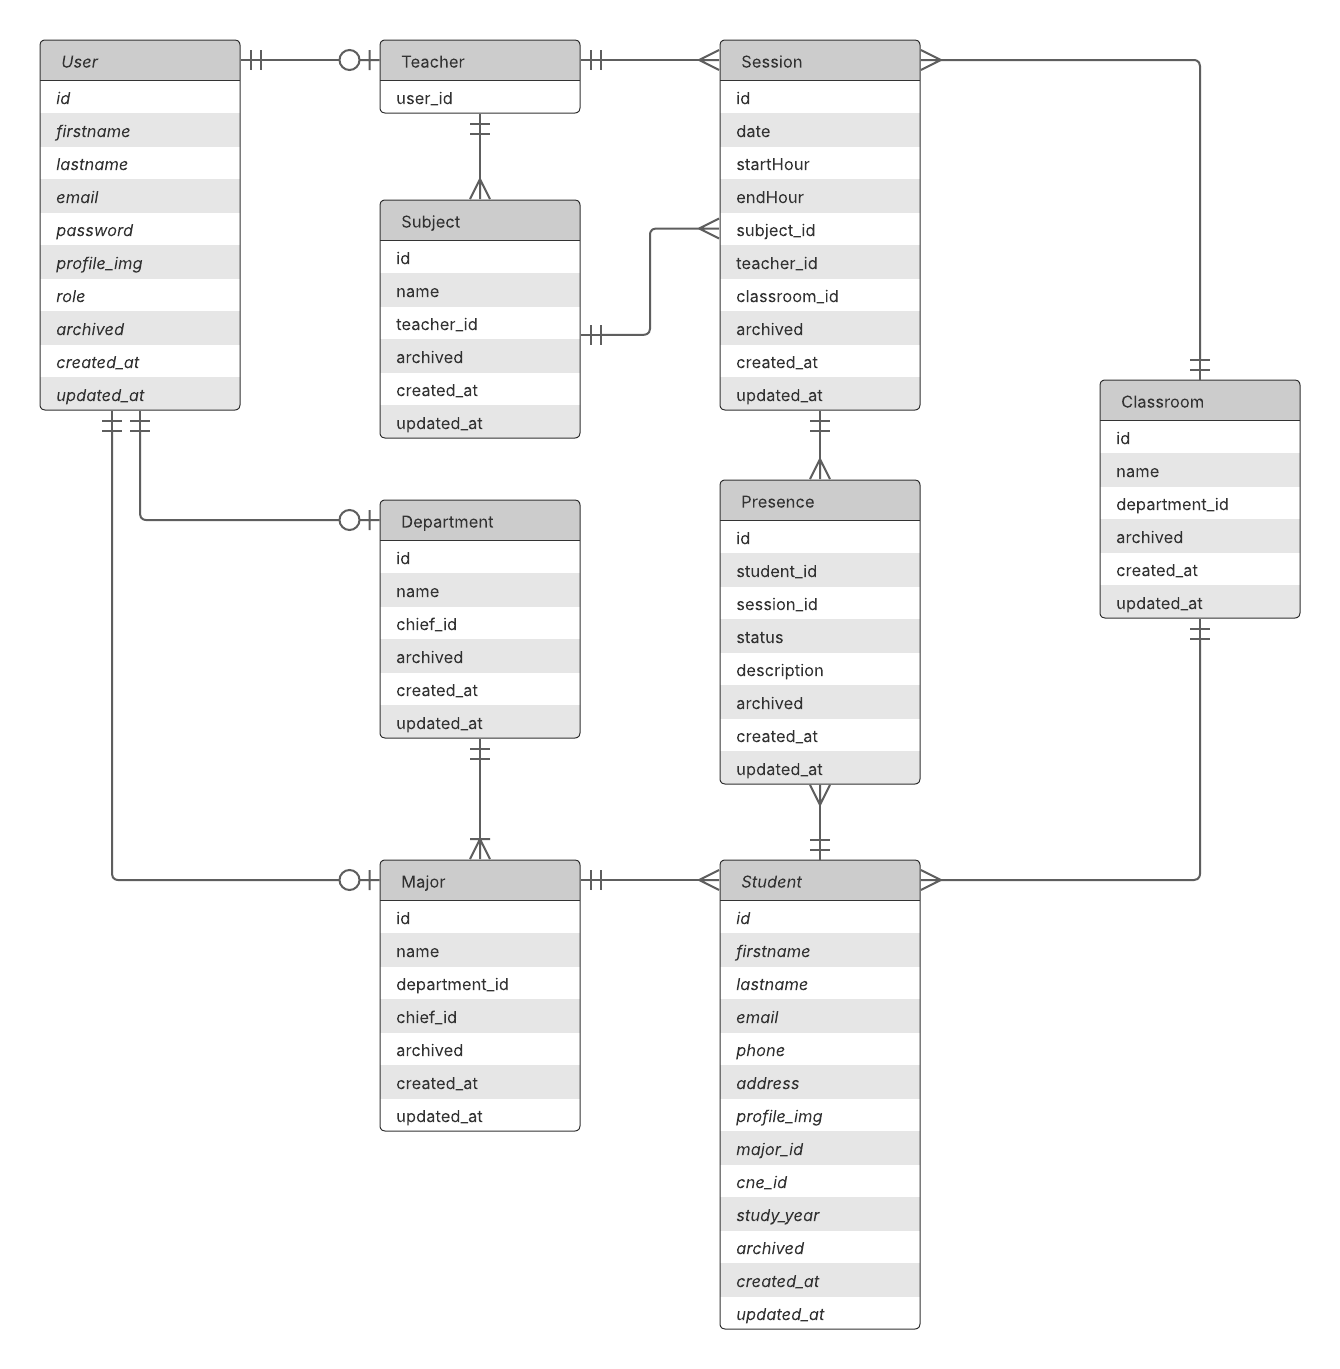 User
id
firstname
lastname
email
password
profile_img
role
archived
created_at
updated_at
Teacher
user_id
Subject
id
name
teacher_id
archived
created_at
updated_at
Department
id
name
chief_id
archived
created_at
updated_at
Major
id
name
department_id
chief_id
archived
created_at
updated_at
Session
id
date
startHour
endHour
subject_id
teacher_id
classroom_id
archived
created_at
updated_at
Presence
id
student_id
session_id
status
description
archived
created_at
updated_at
Student
id
firstname
lastname
email
phone
address
profile_img
major_id
cne_id
study_year
archived
created_at
updated_at
Classroom
id
name
department_id
archived
created_at
updated_at